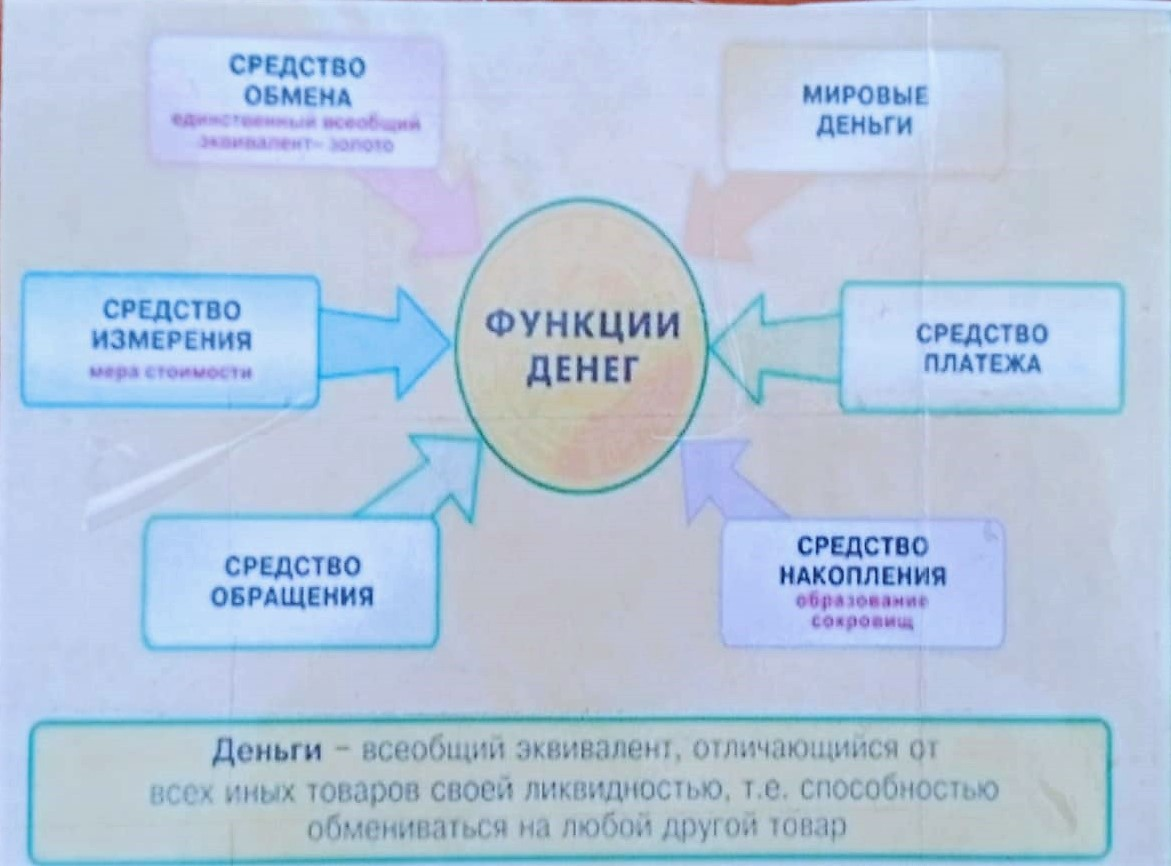 СРЕДСТВО
ОБМЕНА
единственный всеобщий
эквивалент– золото
МИРОВЫЕ
ДЕНЬГИ
СРЕДСТВО
ИЗМЕРЕНИЯ
мера стоимости
ФУНКЦИИ
ДЕНЕГ
СРЕДСТВО
ПЛАТЕЖА
СРЕДСТВО
ОБРАЩЕНИЯ
СРЕДСТВО
НАКОПЛЕНИЯ
образование
сокровищ
Деньги – всеобщий эквивалент, отличающийся от
всех иных товаров своей ликвидностью, т.е. способностью
обмениваться на любой другой товар